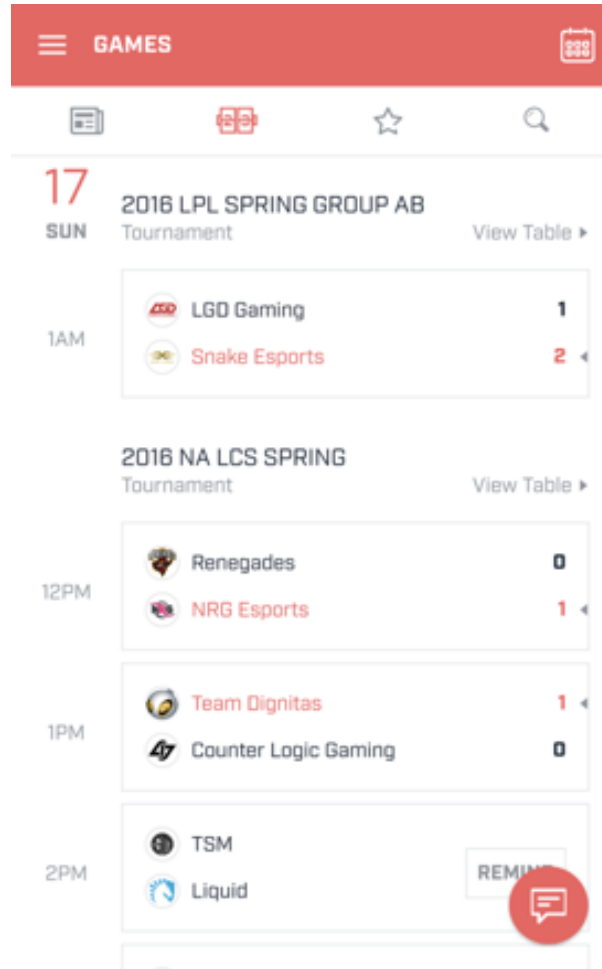 GAMES
17
SUN
2016 LPL SPRING GROUP AB
Tournament
View Table
1AM
LGD Gaming
1
Snake Esports
2
2016 NA LCS SPRING
Tournament
View Table
12PM
Renegades
0
NRG Esports
1
1PM
Team Dignitas
1
Counter Logic Gaming
0
2PM
TSM
Liquid